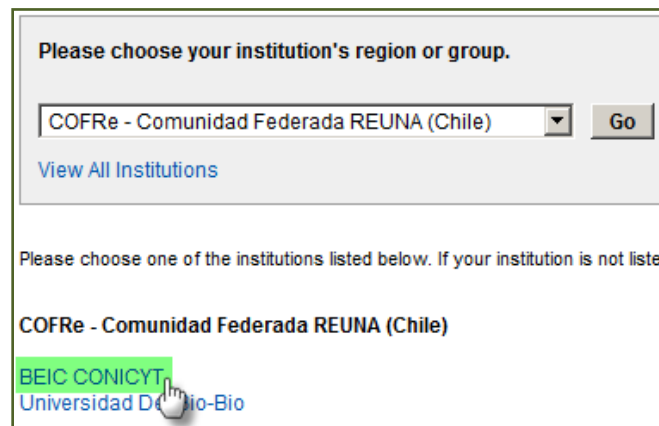 Please choose your institution's region or group.
COFRe - Comunidad Federada REUNA (Chile)
Go
View All Institutions
Please choose one of the institutions listed below. If your institution is not liste
COFRe - Comunidad Federada REUNA (Chile)
BEIC CONICYT
Universidad De Bio-Bio